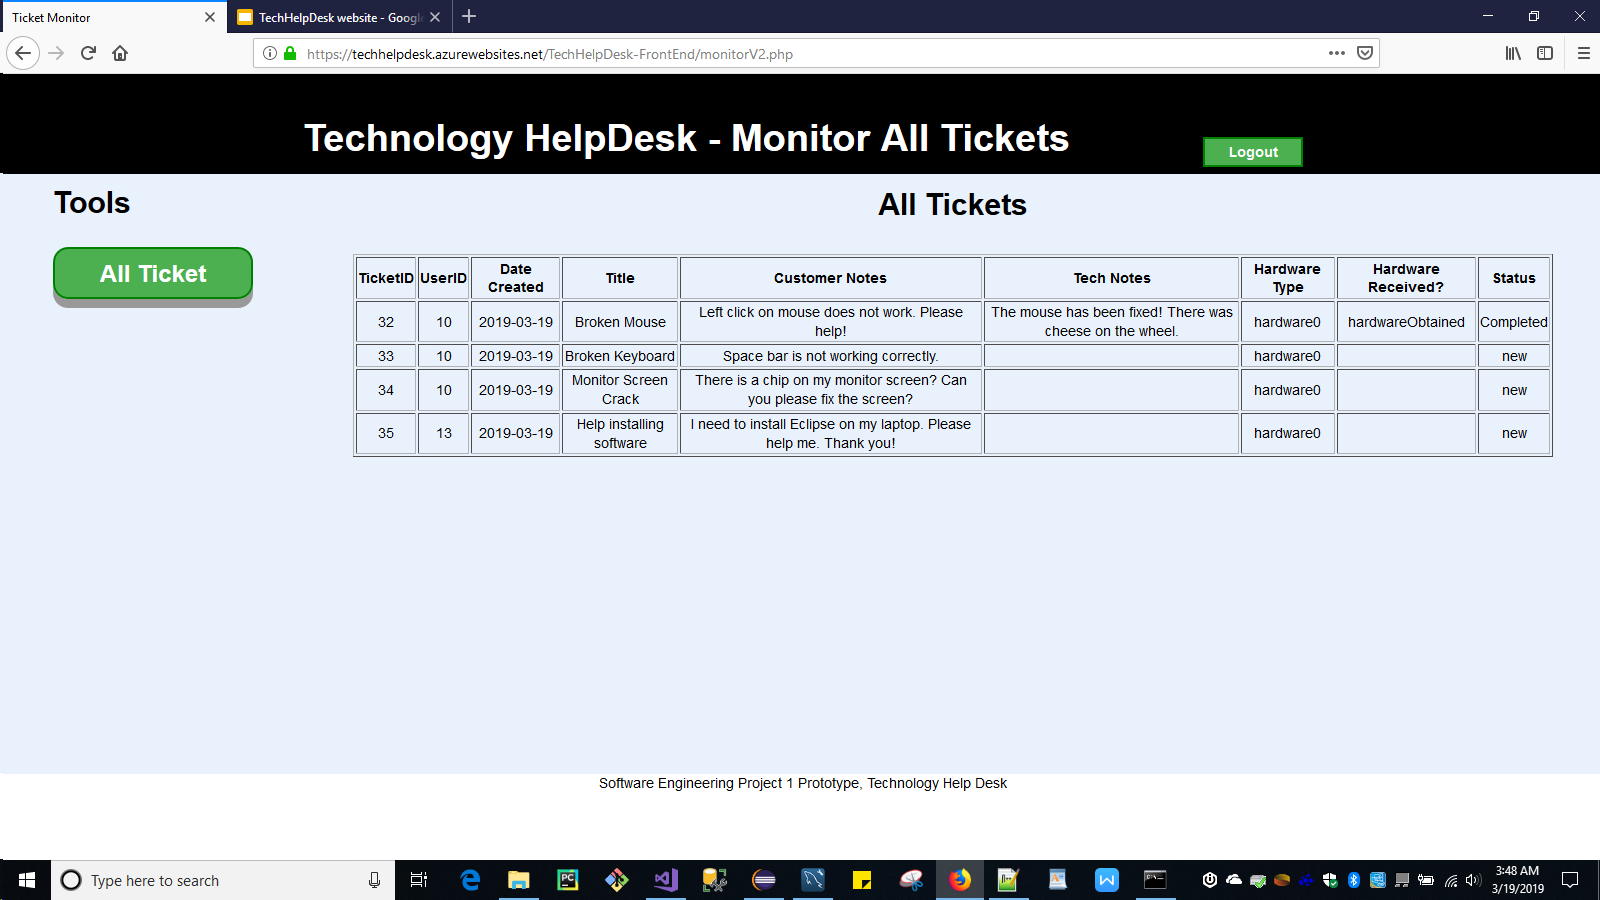 Ticket Monitor
TechHelpDesk website - Googl
https://techhelpdesk.azurewebsites.net/TechHelpDesk-FrontEnd/monitorV2.php
Technology HelpDesk - Monitor All Tickets
Logout
Tools
All Tickets
All Ticket
TicketID UserID Date Created Title Customer Notes Tech Notes Hardware Type Hardware Received? Status
32 10 2019-03-19 Broken Mouse Left click on mouse does not work. Please help! The mouse has been fixed! There was cheese on the wheel. hardware0 hardwareObtained Completed
33 10 2019-03-19 Broken Keyboard Space bar is not working correctly. hardware0 new
34 10 2019-03-19 Monitor Screen Crack There is a chip on my monitor screen? Can you please fix the screen? hardware0 new
35 13 2019-03-19 Help installing software I need to install Eclipse on my laptop. Please help me. Thank you! hardware0 new
Software Engineering Project 1 Prototype, Technology Help Desk
Type here to search
PC
W
3:48 AM
3/19/2019